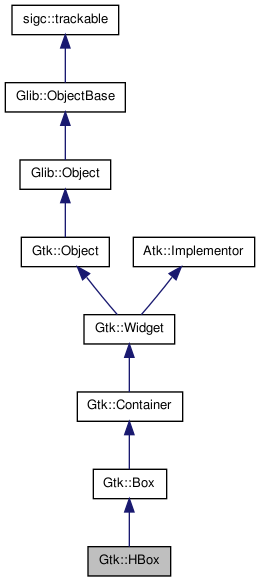 sigc::trackable
Glib::ObjectBase
Glib::Object
Gtk::Object
Atk::Implementor
Gtk::Widget
Gtk::Container
Gtk::Box
Gtk::HBox